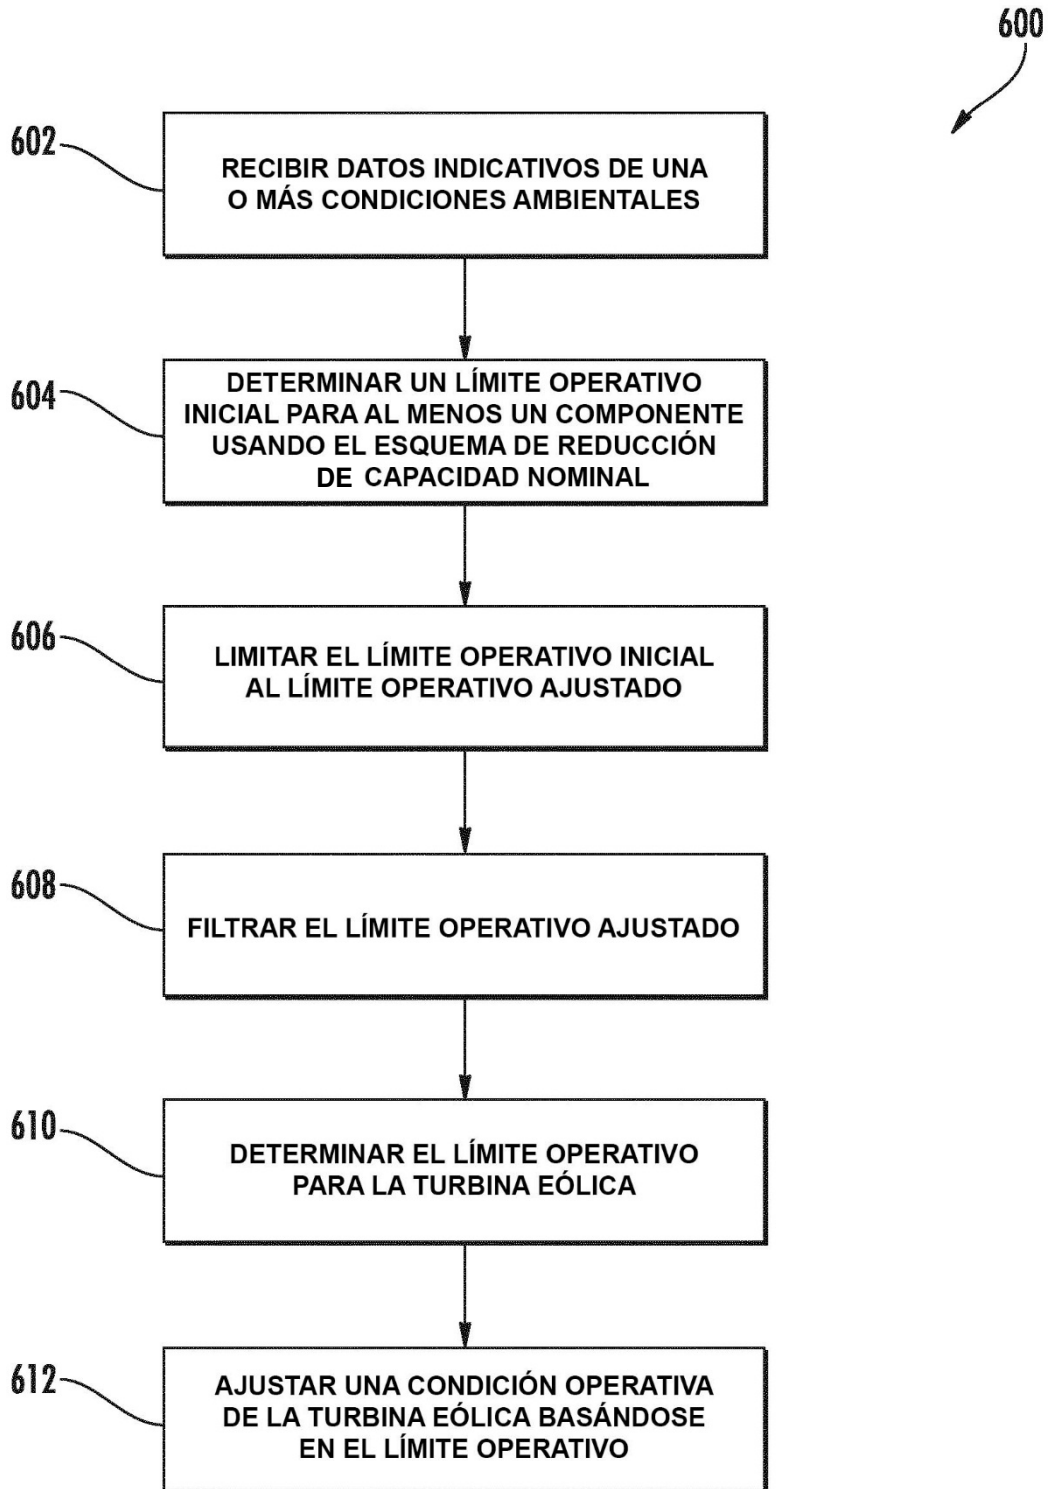 600
602
RECIBIR DATOS INDICATIVOS DE UNA
O MÁS CONDICIONES AMBIENTALES
604
DETERMINAR UN LÍMITE OPERATIVO
INICIAL PARA AL MENOS UN COMPONENTE
USANDO EL ESQUEMA DE REDUCCIÓN
DE CAPACIDAD NOMINAL
606
LIMITAR EL LÍMITE OPERATIVO INICIAL
AL LÍMITE OPERATIVO AJUSTADO
608
FILTRAR EL LÍMITE OPERATIVO AJUSTADO
610
DETERMINAR EL LÍMITE OPERATIVO
PARA LA TURBINA EÓLICA
612
AJUSTAR UNA CONDICIÓN OPERATIVA
DE LA TURBINA EÓLICA BASÁNDOSE
EN EL LÍMITE OPERATIVO